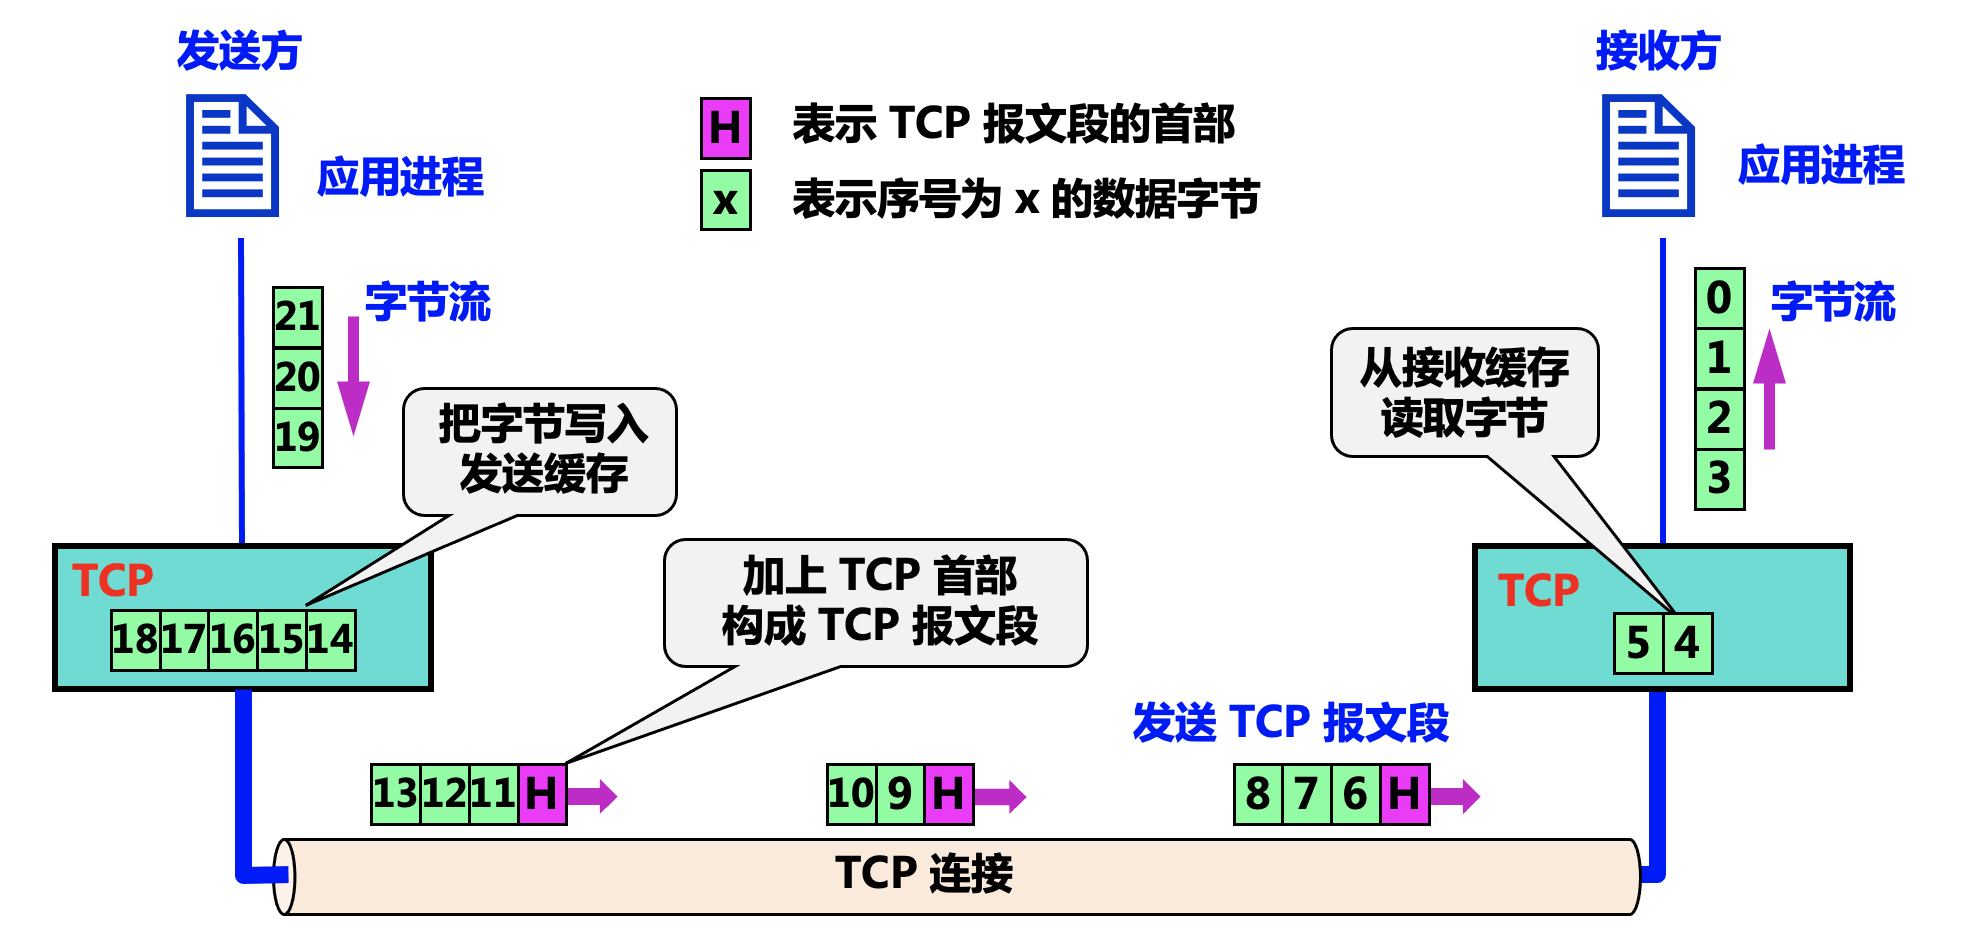 发送方
接收方
H 表示 TCP 报文段的首部
应用进程
应用进程
x 表示序号为 x 的数据字节
字节流
21
20
19
字节流
0
1
2
3
把字节写入
发送缓存
从接收缓存
读取字节
TCP
18 17 16 15 14
加上 TCP 首部
构成 TCP 报文段
TCP
5 4
发送 TCP 报文段
13 12 11 H
10 9 H
8 7 6 H
TCP 连接